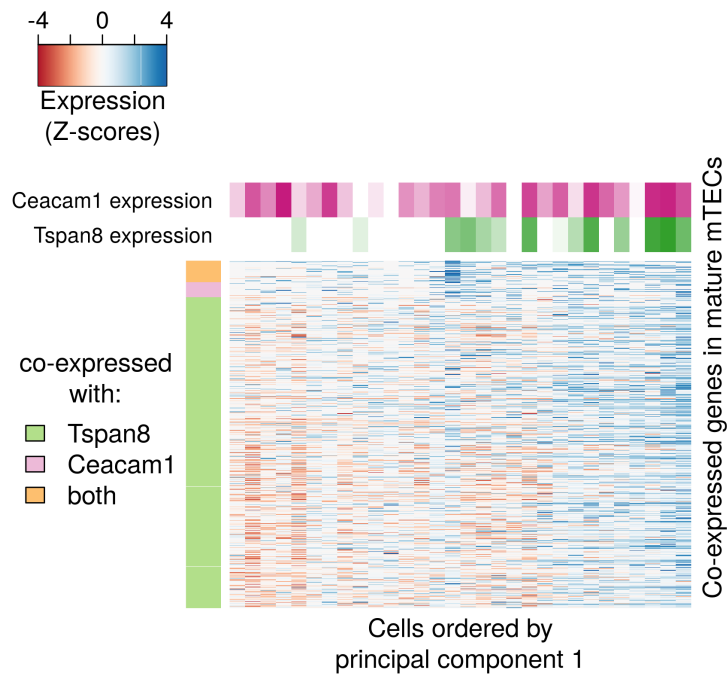 -4 0 4
Expression
(Z-scores)
Ceacam1 expression
Tspan8 expression
co-expressed
with:
Tspan8
Ceacam1
both
Co-expressed genes in mature mTECs
Cells ordered by
principal component 1